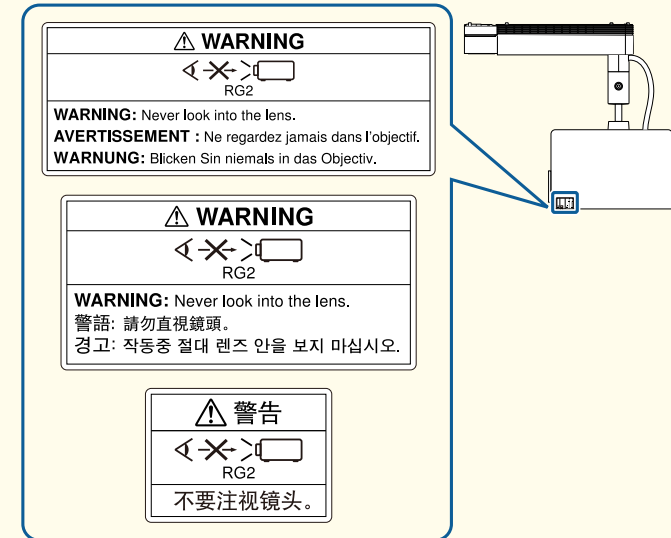 ⚠ WARNING
RG2
WARNING: Never look into the lens.
AVERTISSEMENT : Ne regardez jamais dans l'objectif.
WARNUNG: Blicken Sin niemals in das Objectiv.
⚠ WARNING
RG2
WARNING: Never look into the lens.
警語: 請勿直視鏡頭。
경고: 작동중 절대 렌즈 안을 보지 마십시오.
⚠ 警告
RG2
不要注视镜头。